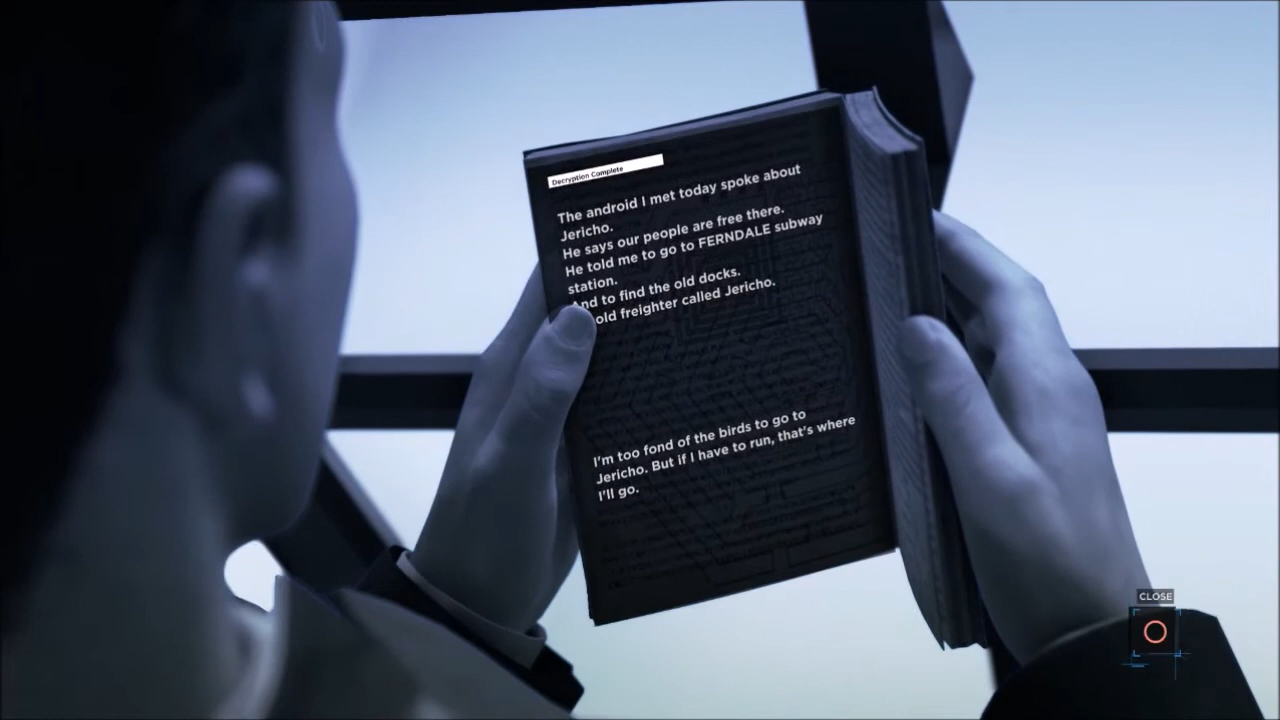 Decryption Complete
The android I met today spoke about
Jericho.
He says our people are free there.
He told me to go to FERNDALE subway
station.
And to find the old docks.
old freighter called Jericho.
I'm too fond of the birds to go to
Jericho. But if I have to run, that's where
I'll go.
CLOSE